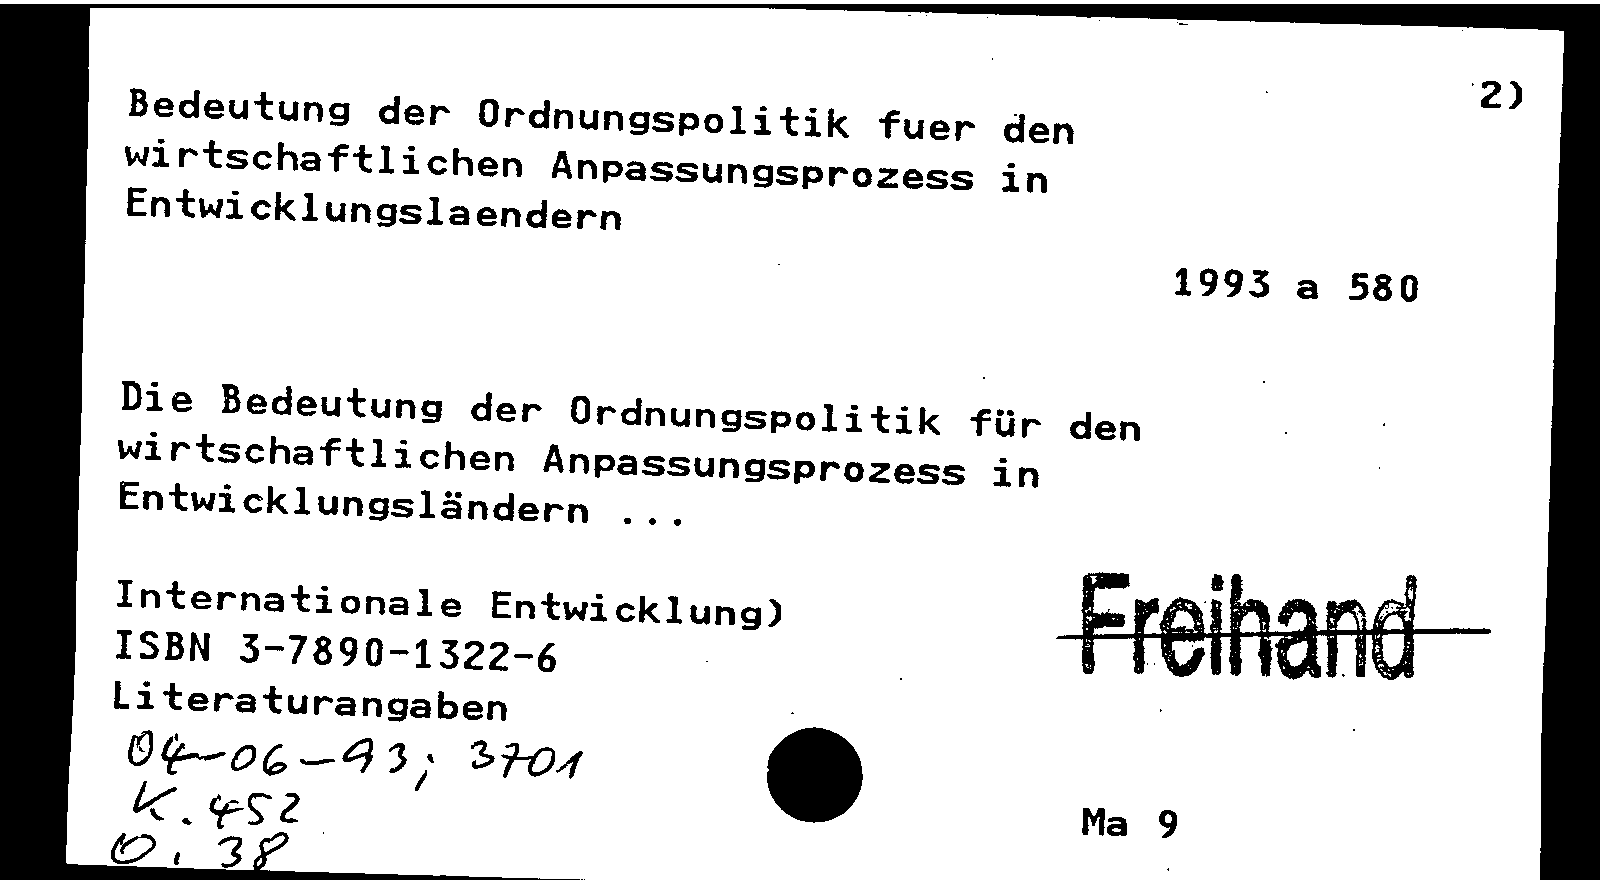 2)
Bedeutung der Ordnungspolitik fuer den
wirtschaftlichen Anpassungsprozess in
Entwicklungslaendern
1993 a 580
Die Bedeutung der Ordnungspolitik für den
wirtschaftlichen Anpassungsprozess in
Entwicklungsländern ...
Internationale Entwicklung)
Freihand
ISBN 3-7890-1322-6
Literaturangaben
04-06-93; 3701
K. 452
O. 38
Ma 9